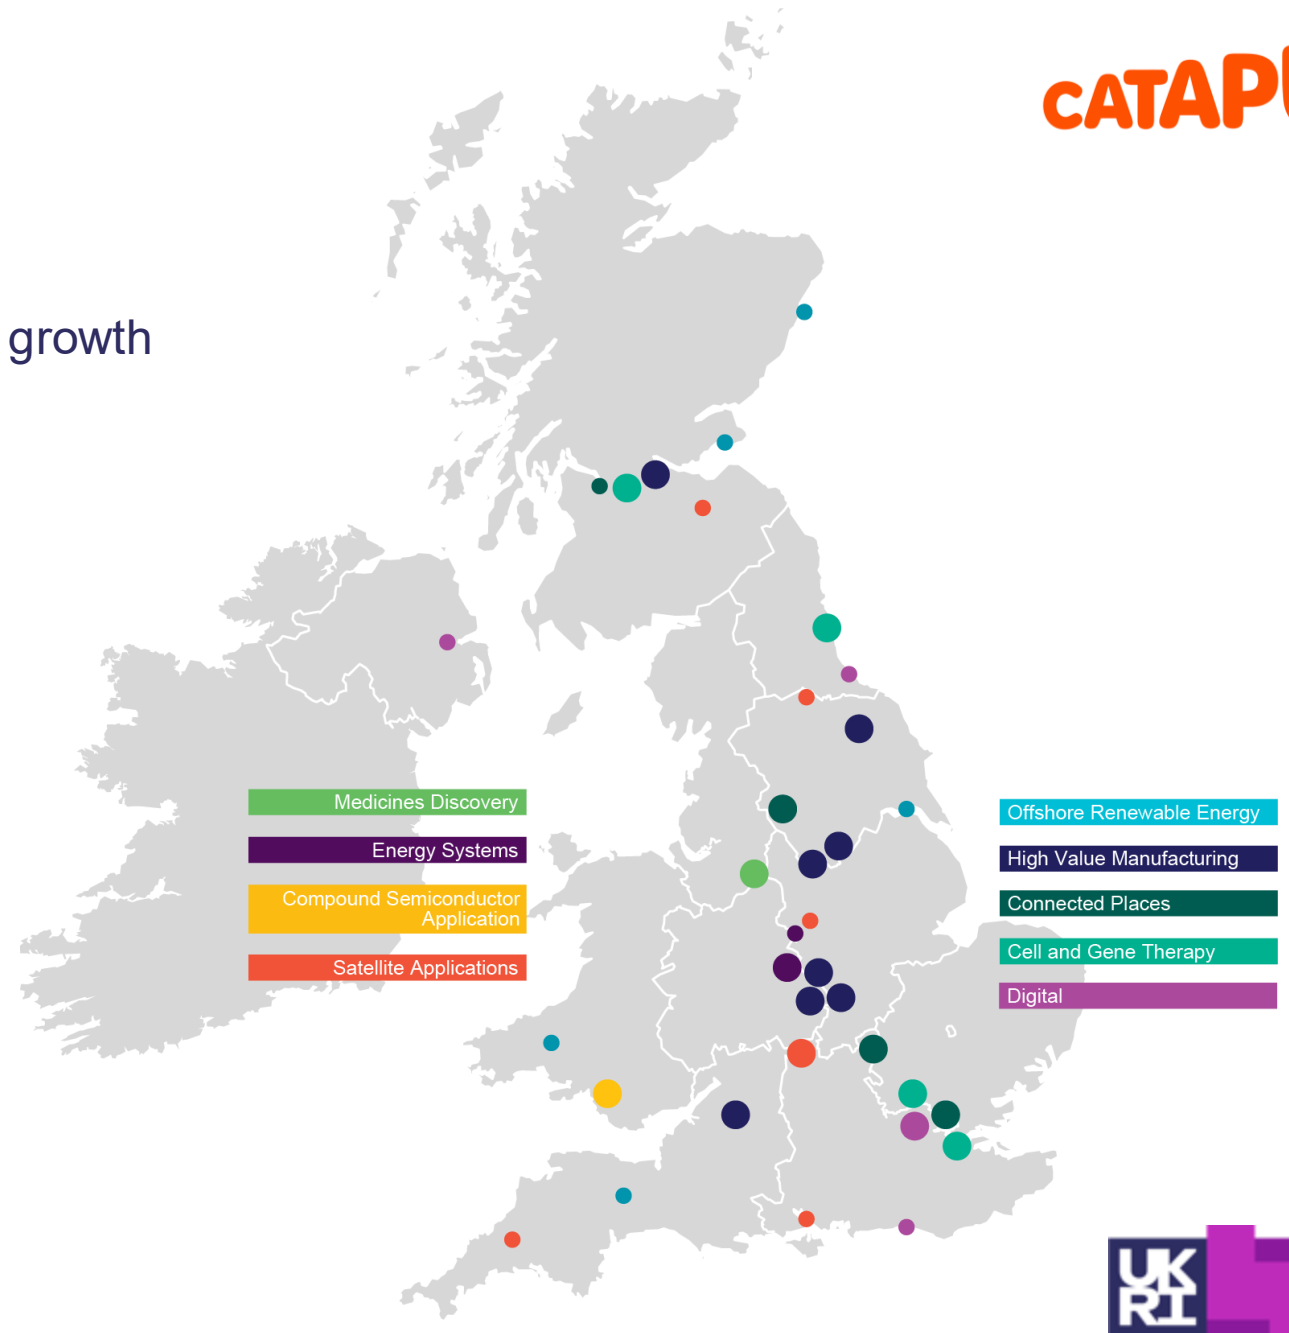 CATAPU
growth
Medicines Discovery
Energy Systems
Compound Semiconductor
Application
Satellite Applications
Offshore Renewable Energy
High Value Manufacturing
Connected Places
Cell and Gene Therapy
Digital
UK
RI